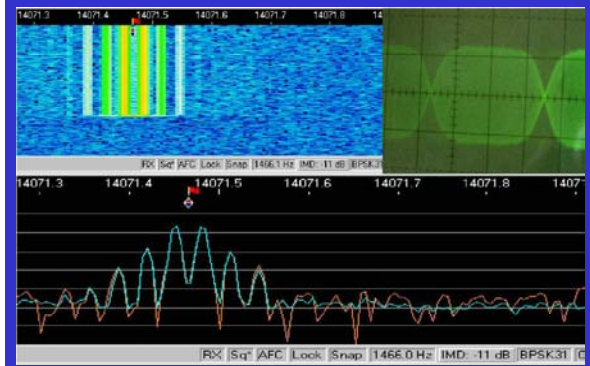 14071.3 14071.4 14071.5 14071.6 14071.7 14071.8 14
RX Sq* AFC Lock Snap 1466.1 Hz IMD: -11 dB BPSK31
14071.3 14071.4 14071.5 14071.6 14071.7 14071.8 1407
RX Sq* AFC Lock Snap 1466.0 Hz IMD: -11 dB BPSK31